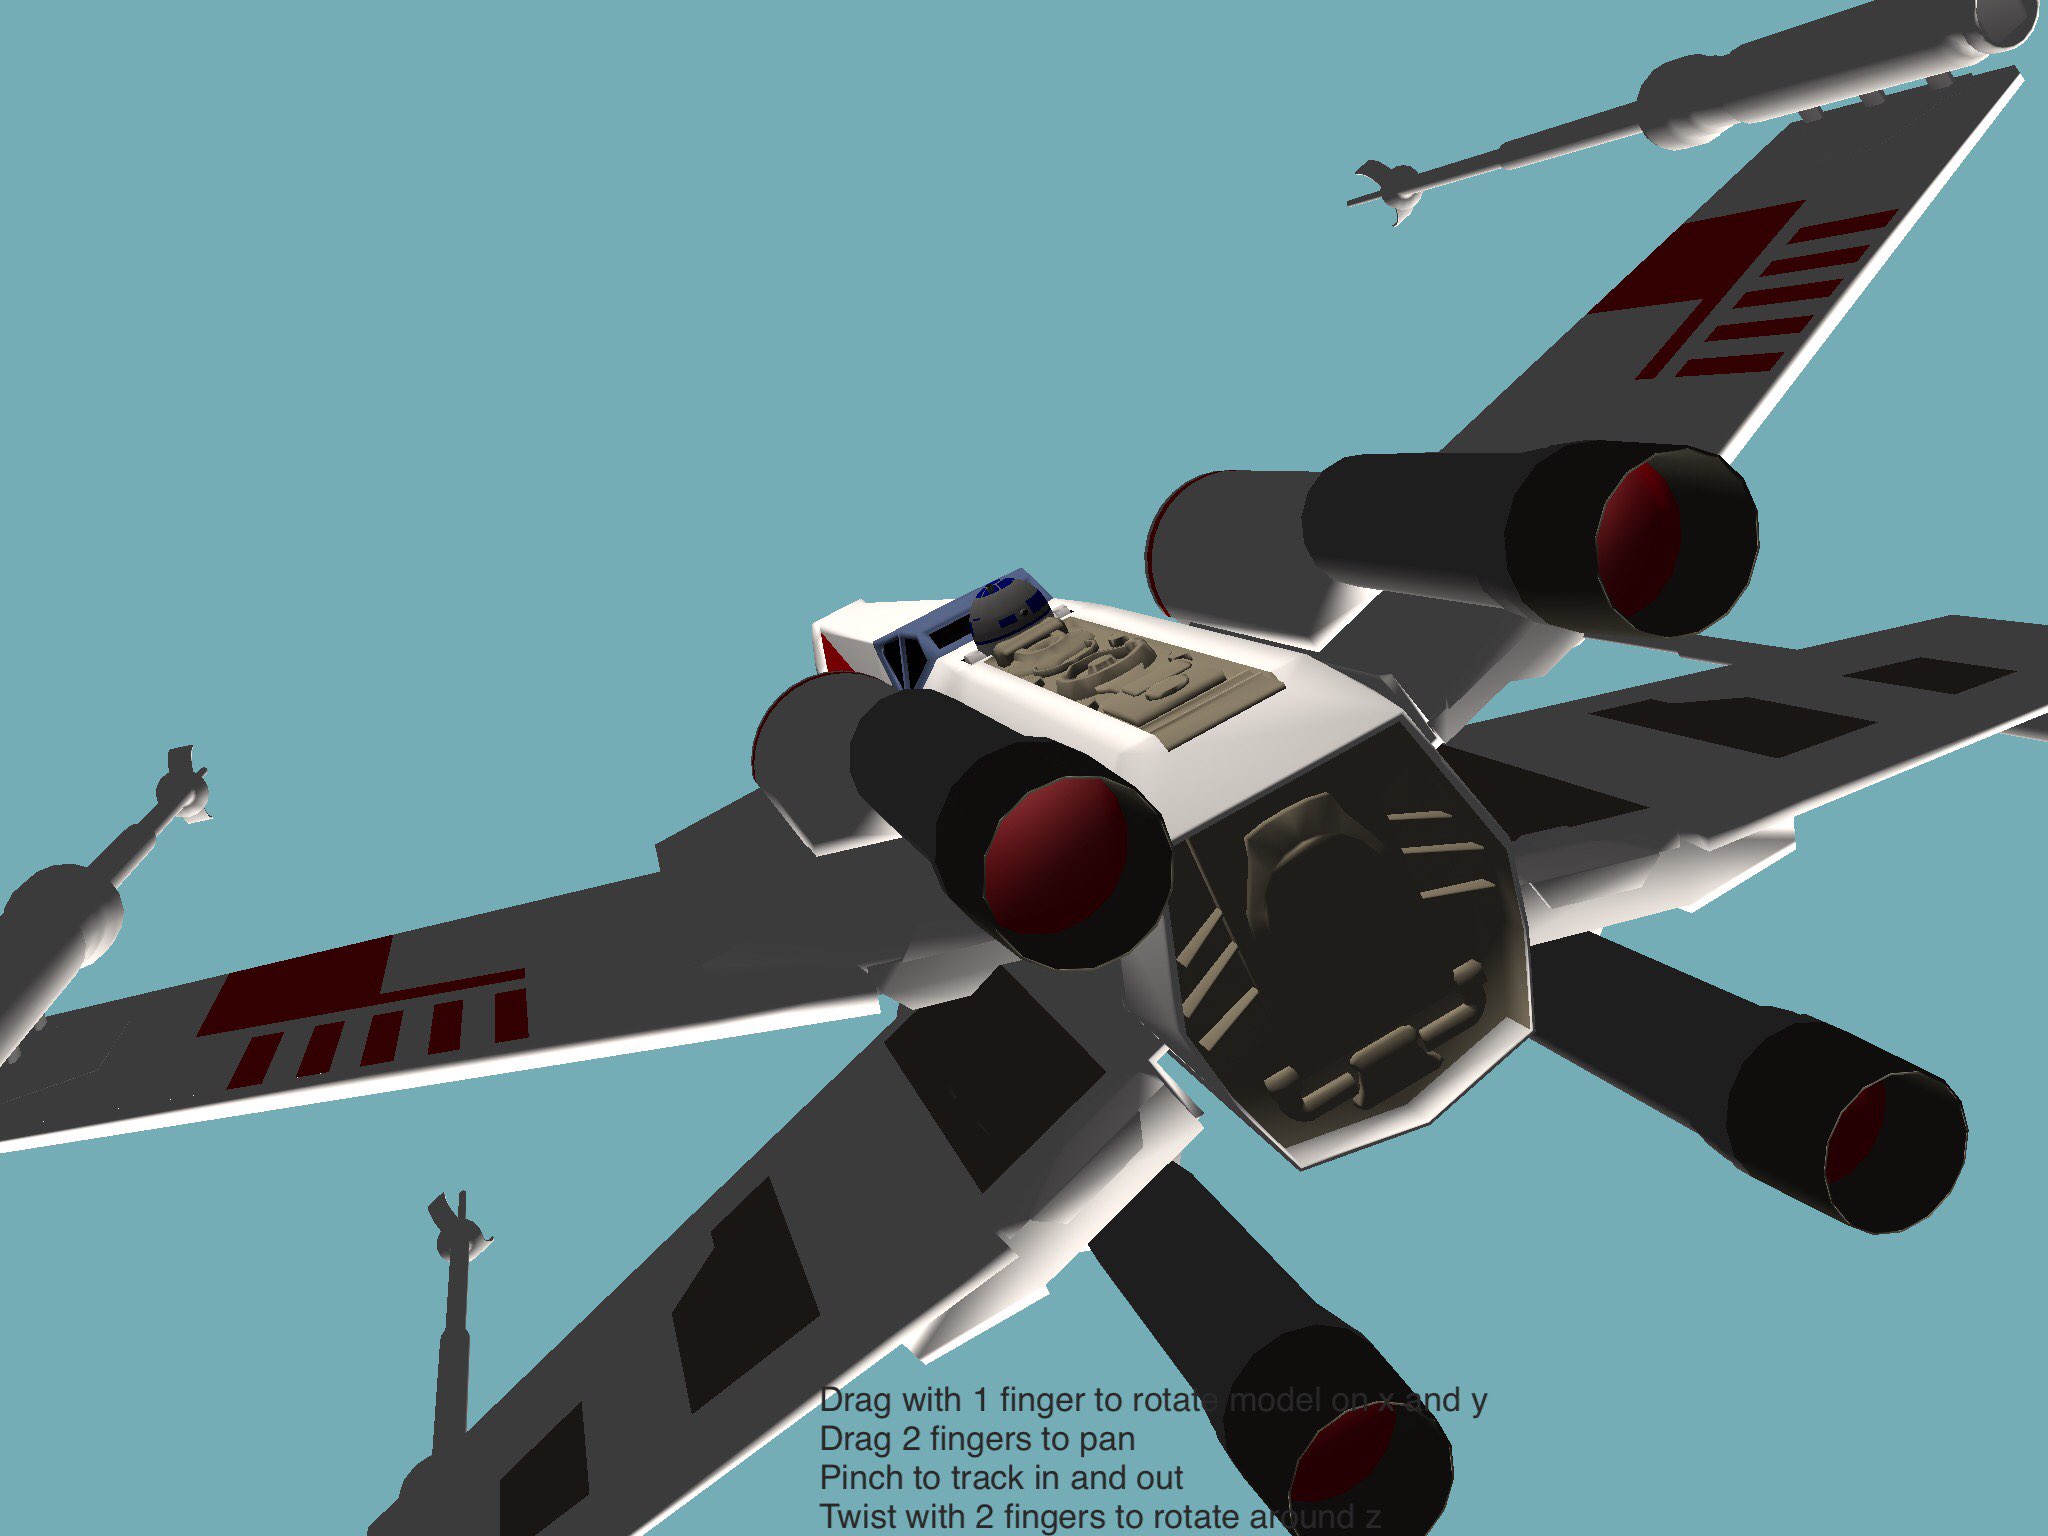 Drag with 1 finger to rotate model on x and y
Drag 2 fingers to pan
Pinch to track in and out
Twist with 2 fingers to rotate around z